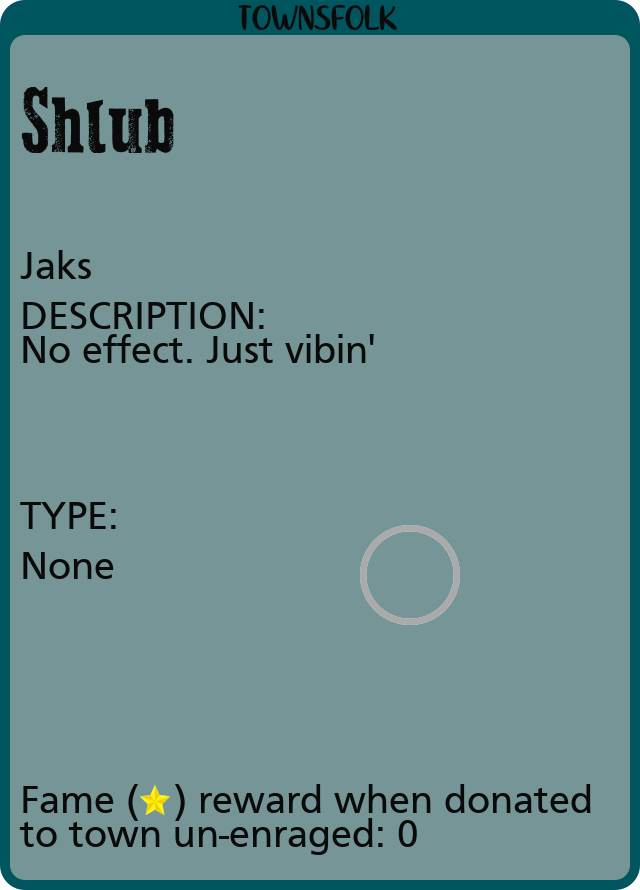 TOWNSFOLK
Shlub
Jaks
DESCRIPTION:
No effect. Just vibin'
TYPE:
None
Fame (⭐) reward when donated
to town un-enraged: 0